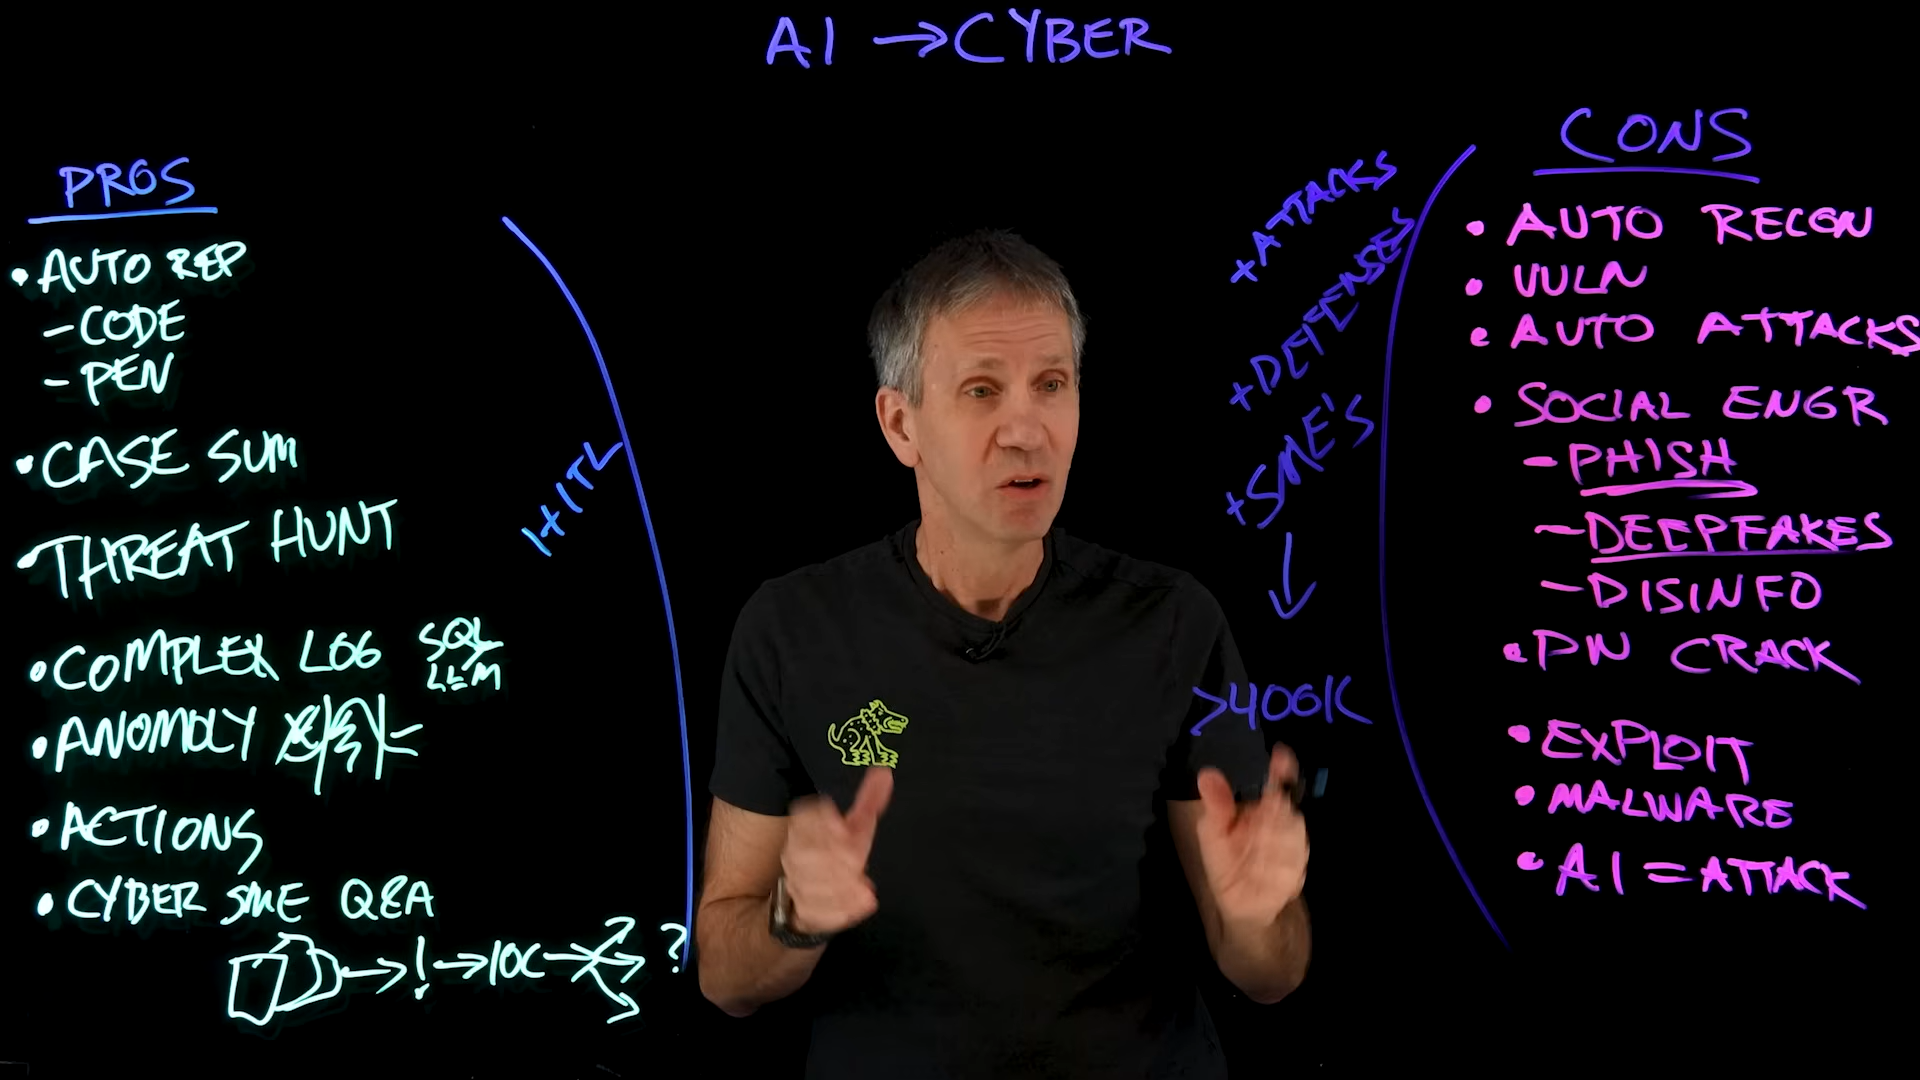 AI → CYBER
PROS
• AUTO REP
- CODE
- PEN
• CASE SUM
• THREAT HUNT
• COMPLEX LOG SQL
LLM
• ANOMOLY
• ACTIONS
• CYBER SME Q&A
→ ! → IOC → ?
HITL
+ATTACKS
+DEFENSES
+SME'S
>400K
CONS
• AUTO RECON
• VULN
• AUTO ATTACKS
• SOCIAL ENGR
- PHISH
- DEEPFAKES
- DISINFO
• PW CRACK
• EXPLOIT
• MALWARE
• AI = ATTACK